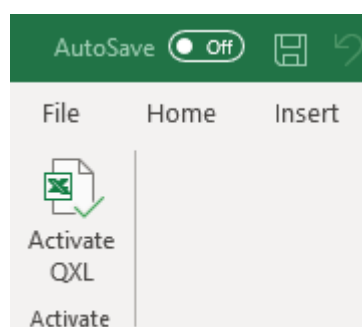 AutoSave Off
File Home Insert
Activate
QXL
Activate